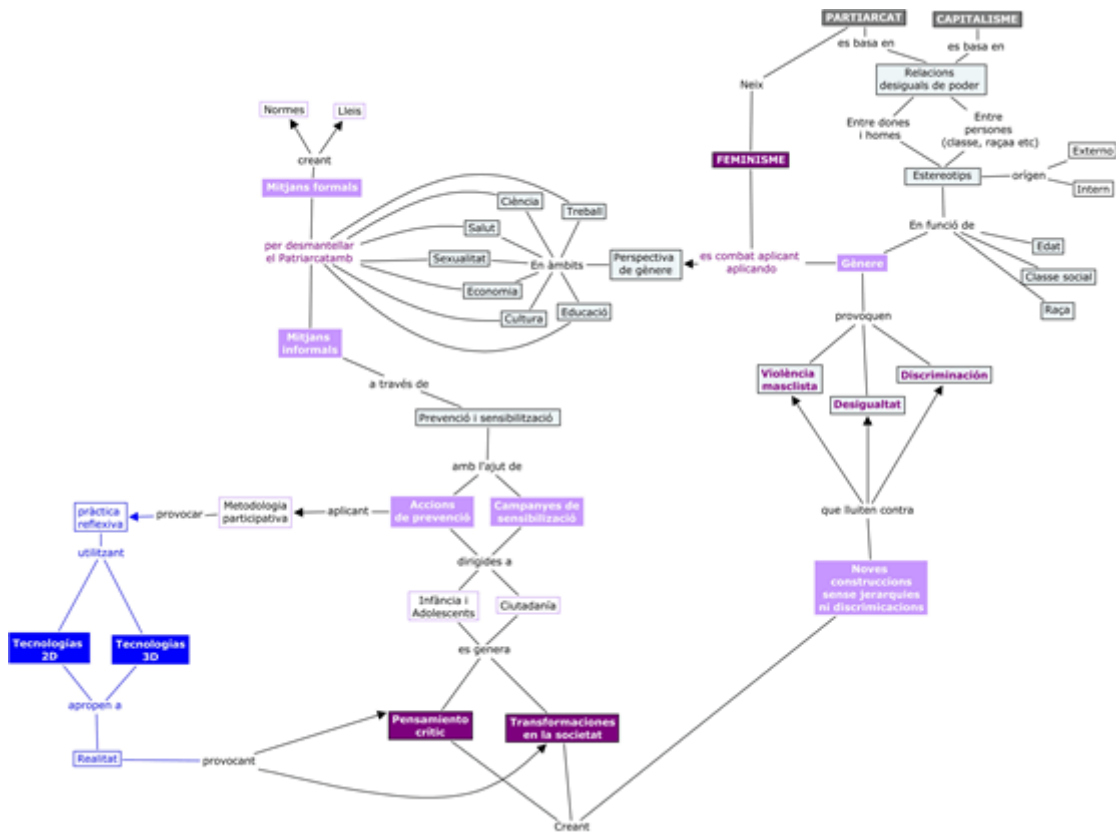 PARTIARCAT
CAPITALISME
es basa en
es basa en
Relacions
desiguals de poder
Neix
Normes
Lleis
Entre dones
i homes
Entre
persones
(classe, raçaa etc)
creant
FEMINISME
Externo
Estereotips
orígen
Intern
Mitjans formals
Ciència
Treball
Salut
En funció de
per desmantellar
el Patriarcatamb
Sexualitat
En àmbits
Perspectiva
de gènere
es combat aplicant
aplicando
Gènere
Edat
Classe social
Economia
Raça
Cultura
Educació
provoquen
Mitjans
informals
Violència
masclista
Discriminación
a través de
Desigualtat
Prevenció i sensibilització
amb l'ajut de
pràctica
reflexiva
provocar
Metodologia
participativa
aplicant
Accions
de prevenció
Campanyes de
sensibilizació
que lluiten contra
utilitzant
dirigides a
Noves
construccions
sense jerarquies
ni discrimicacions
Infància i
Adolescents
Ciutadanía
Tecnologias
2D
Tecnologias
3D
es genera
apropen a
Pensamiento
crític
Transformaciones
en la societat
Realitat
provocant
Creant